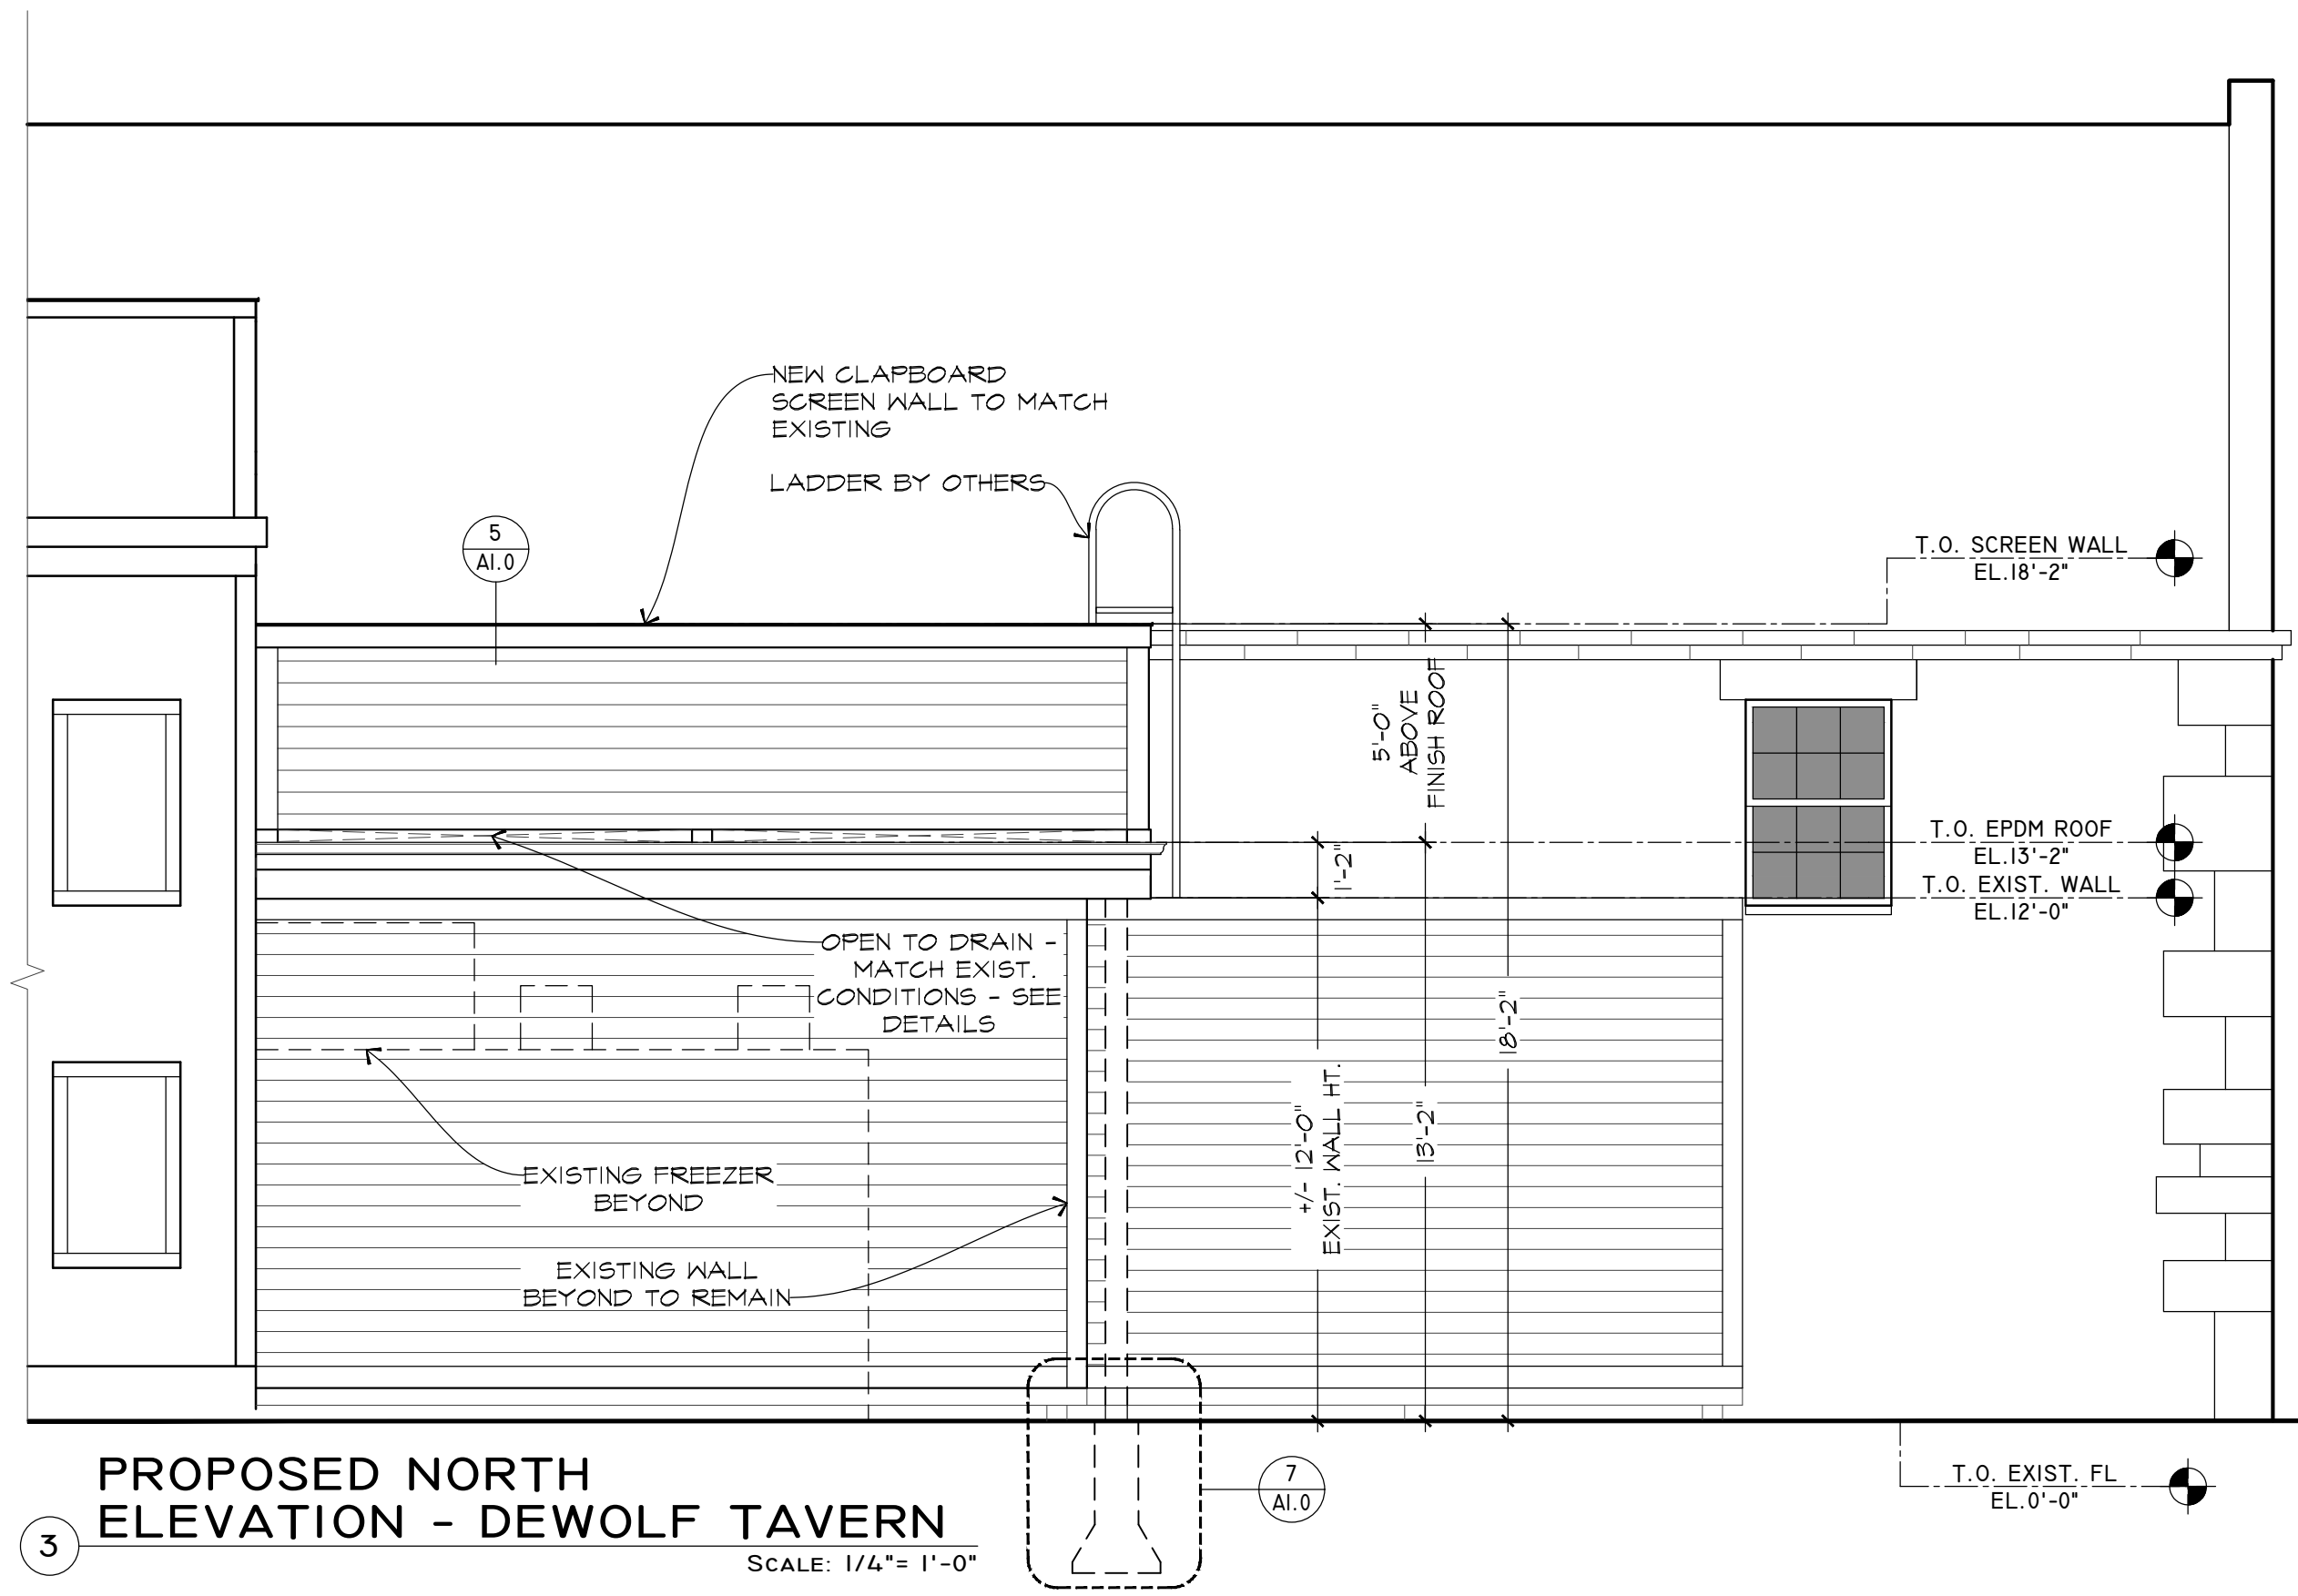 NEW CLAPBOARD
SCREEN WALL TO MATCH
EXISTING
LADDER BY OTHERS
5
A1.0
T.O. SCREEN WALL
EL.18'-2"
5'-0"
ABOVE
FINISH ROOF
1'-2"
T.O. EPDM ROOF
EL.13'-2"
T.O. EXIST. WALL
EL.12'-0"
OPEN TO DRAIN -
MATCH EXIST.
CONDITIONS - SEE
DETAILS
18'-2"
13'-2"
+/- 12'-0"
EXIST. WALL HT.
EXISTING FREEZER
BEYOND
EXISTING WALL
BEYOND TO REMAIN
7
A1.0
T.O. EXIST. FL
EL.0'-0"
3
PROPOSED NORTH
ELEVATION - DEWOLF TAVERN
SCALE: 1/4"= 1'-0"